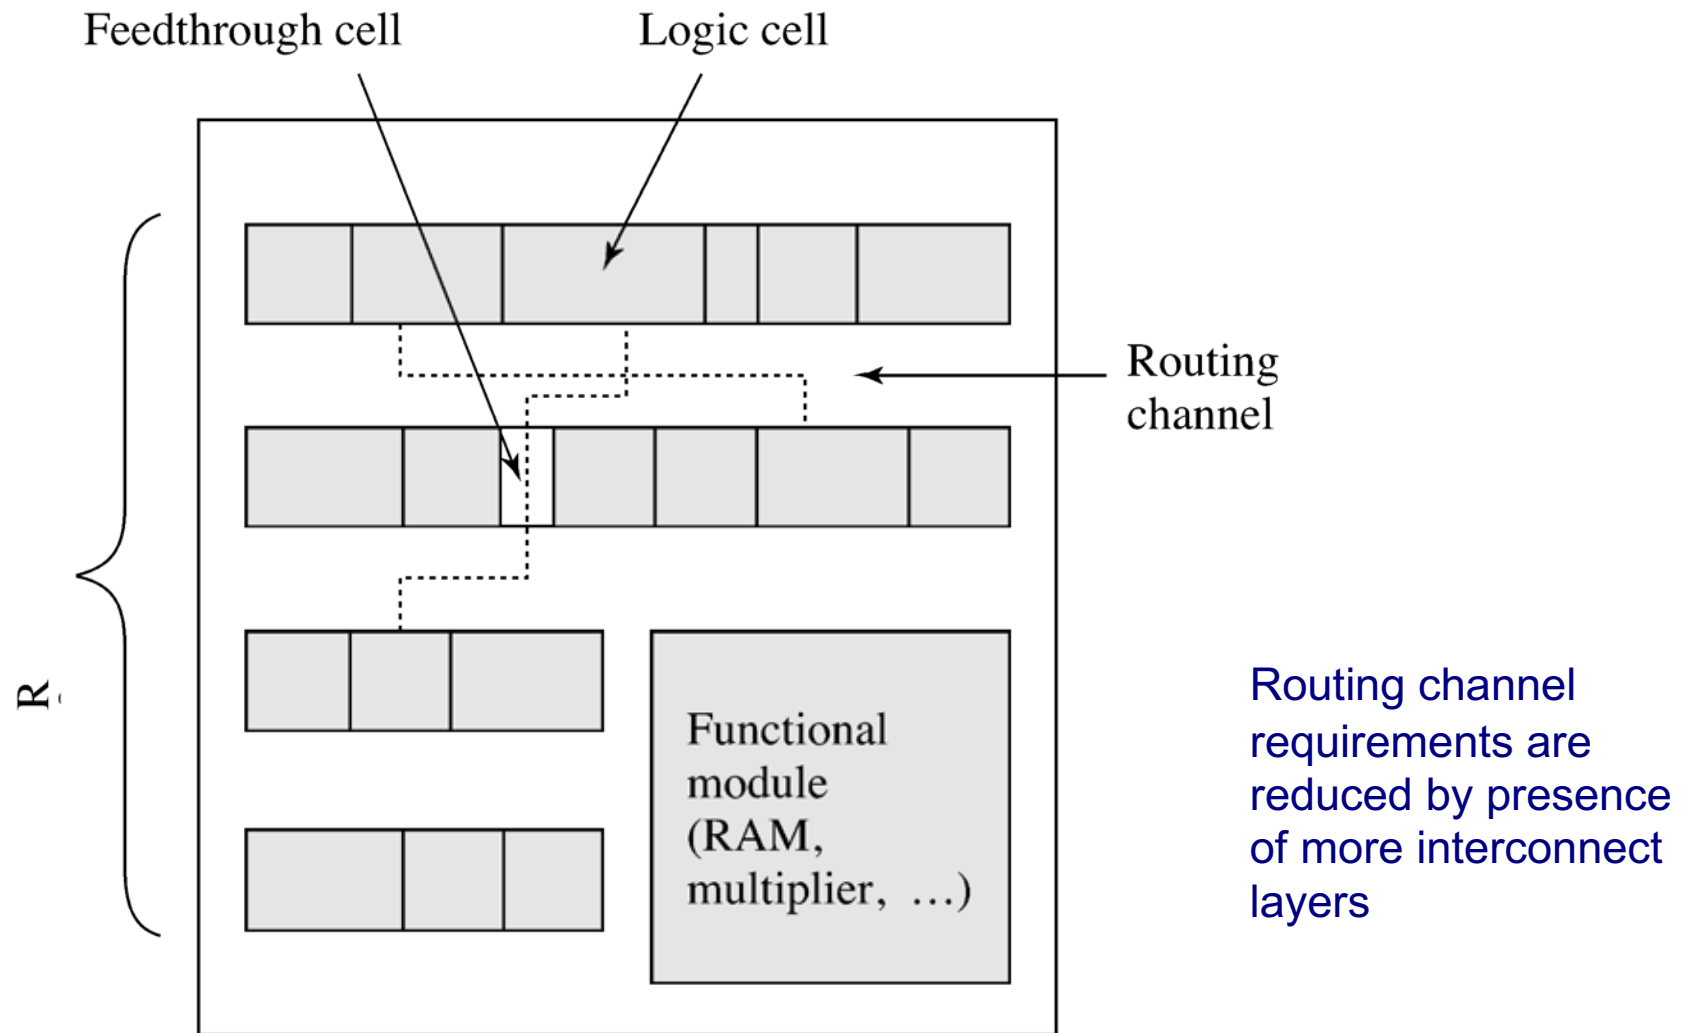 Feedthrough cell
Logic cell
Routing
channel
R
Functional
module
(RAM,
multiplier, …)
Routing channel
requirements are
reduced by presence
of more interconnect
layers